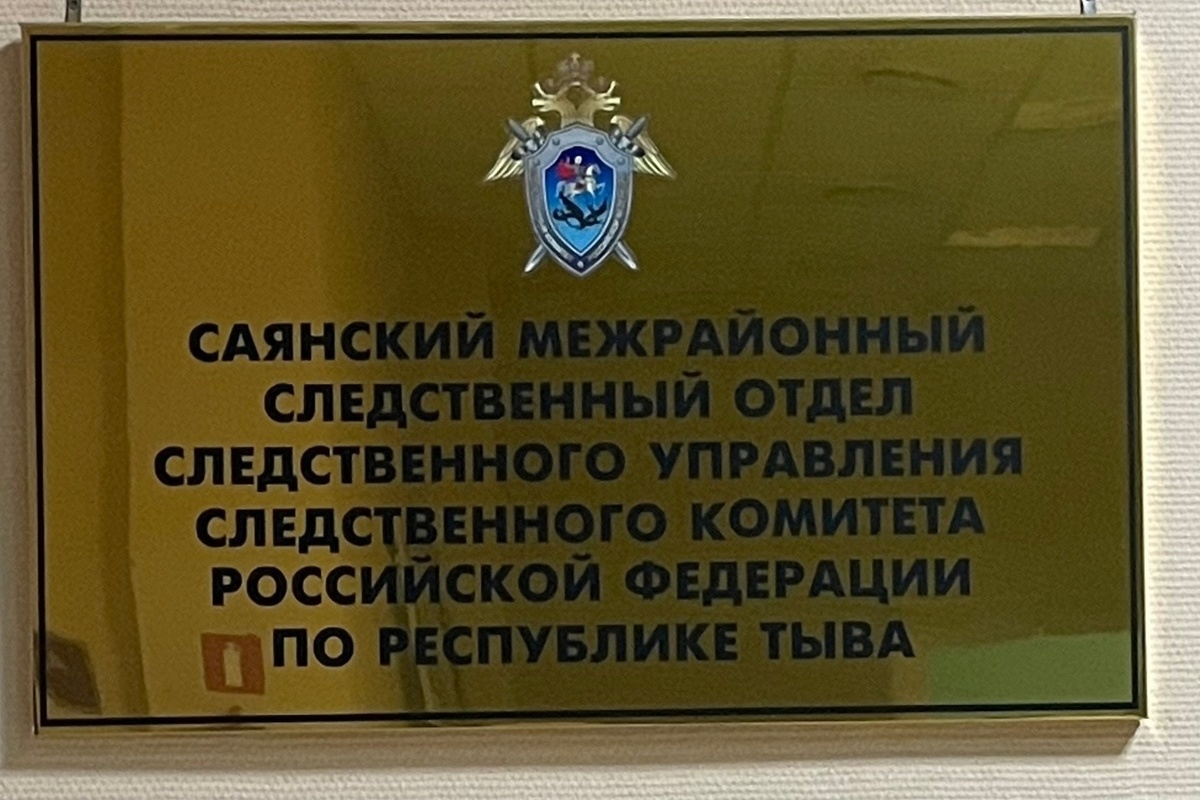 САЯНСКИЙ МЕЖРАЙОННЫЙ
СЛЕДСТВЕННЫЙ ОТДЕЛ
СЛЕДСТВЕННОГО УПРАВЛЕНИЯ
СЛЕДСТВЕННОГО КОМИТЕТА
РОССИЙСКОЙ ФЕДЕРАЦИИ
ПО РЕСПУБЛИКЕ ТЫВА